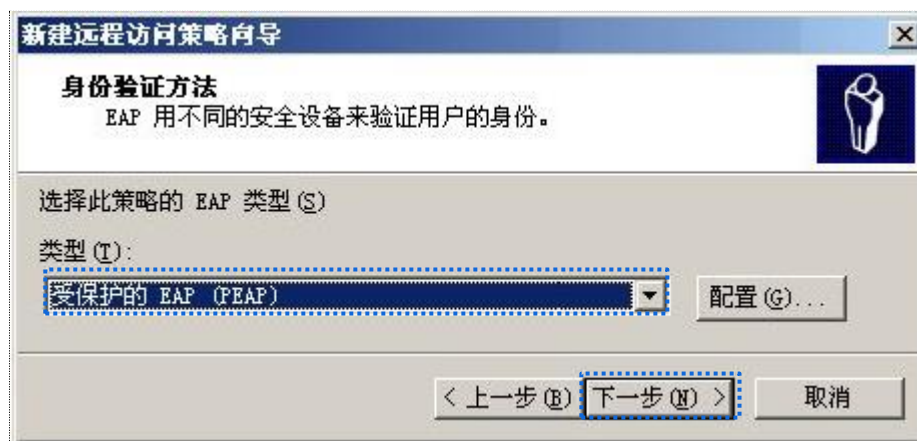 新建远程访问策略向导
身份验证方法
EAP 用不同的安全设备来验证用户的身份。
选择此策略的 EAP 类型(S)
类型(T):
受保护的 EAP (PEAP)
配置(G)...
< 上一步(B) 下一步(N) > 取消